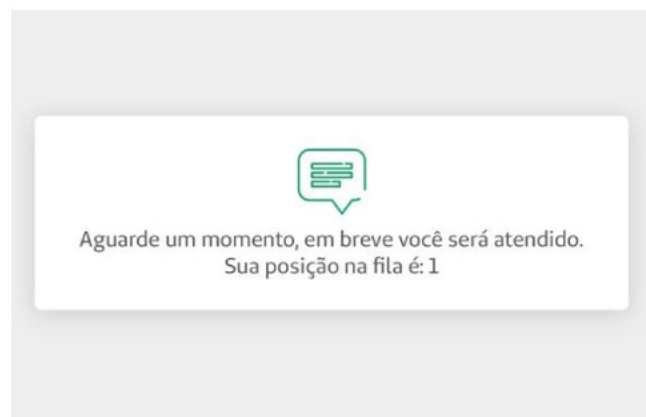 Aguarde um momento, em breve você será atendido.
Sua posição na fila é: 1